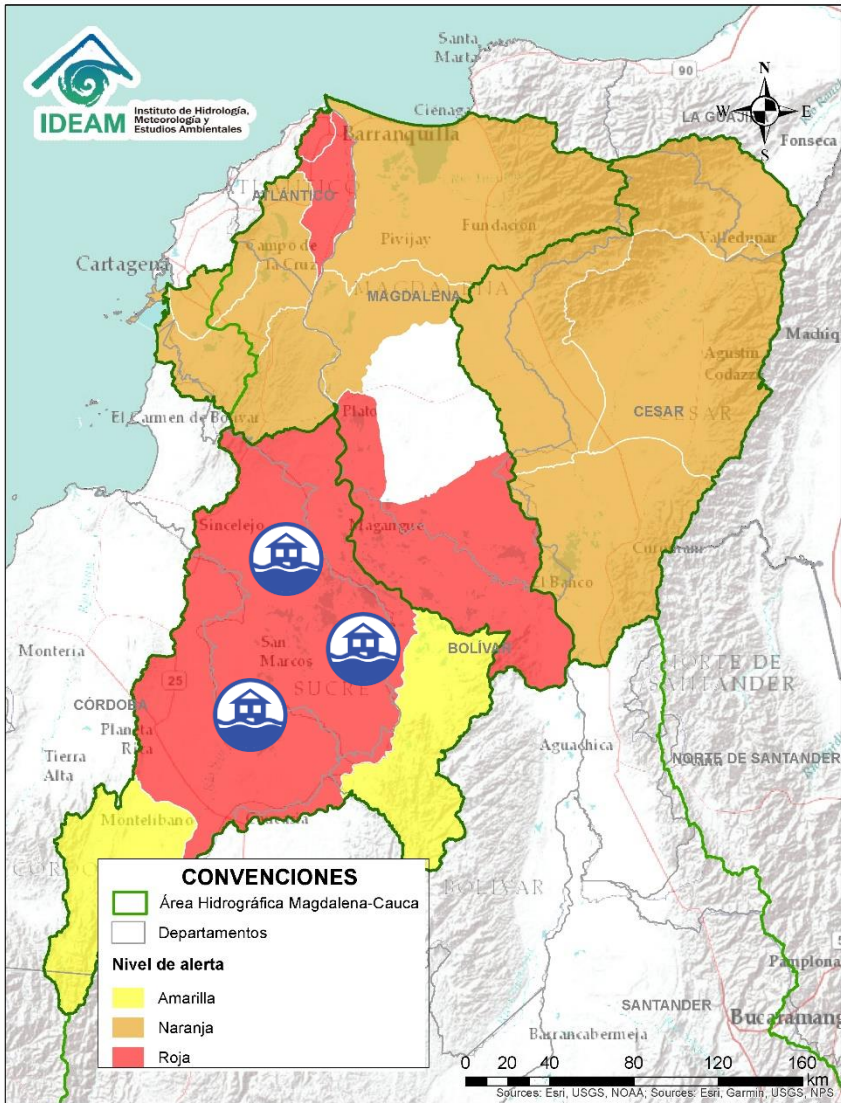 IDEAM
Instituto de Hidrología,
Meteorología y
Estudios Ambientales
Santa
Marta
90
N
W
E
S
Ciénaga
LA GUAJI
Fonseca
Barranquilla
ATLÁNTICO
Valledupar
Fundación
Pivijay
Campo de
la Cruz
Cartagena
MAGDALENA
Machiq
Agustín
Codazzi
CESAR
El Carmen de Bolívar
Plato
Sincelejo
Magangué
Curumaní
El Banco
Montería
San
Marcos
BOLÍVAR
NORTE DE
SANTANDER
SUCRE
25
CÓRDOBA
Planeta
Rica
Tierra
Alta
Aguachica
NORTE DE SANTANDER
Montelíbano
Caucasia
BOLÍVAR
CONVENCIONES
Área Hidrográfica Magdalena-Cauca
Departamentos
Nivel de alerta
Amarilla
Naranja
Roja
Pamplona
SANTANDER
Bucaramang
Barrancabermeja
0 20 40 80 120 160
km
Sources: Esri, USGS, NOAA; Sources: Esri, Garmin, USGS, NPS